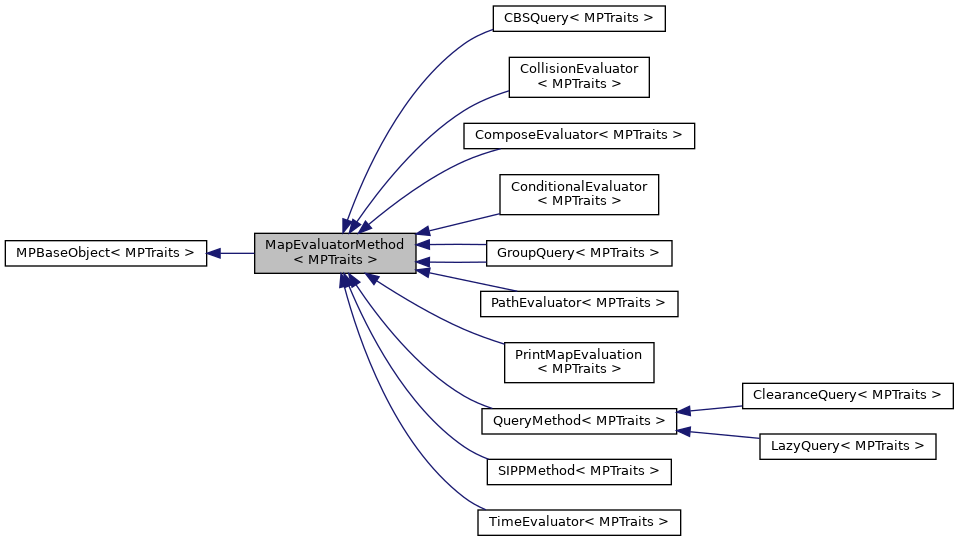 CBSQuery< MPTraits >
CollisionEvaluator
< MPTraits >
ComposeEvaluator< MPTraits >
ConditionalEvaluator
< MPTraits >
MPBaseObject< MPTraits >
MapEvaluatorMethod
< MPTraits >
GroupQuery< MPTraits >
PathEvaluator< MPTraits >
PrintMapEvaluation
< MPTraits >
QueryMethod< MPTraits >
ClearanceQuery< MPTraits >
LazyQuery< MPTraits >
SIPPMethod< MPTraits >
TimeEvaluator< MPTraits >